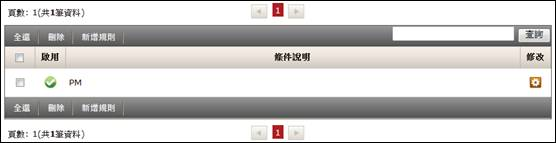 頁數: 1(共1筆資料) 1
全選 刪除 新增規則 查詢
啟用 條件說明 修改
PM
全選 刪除 新增規則
頁數: 1(共1筆資料) 1